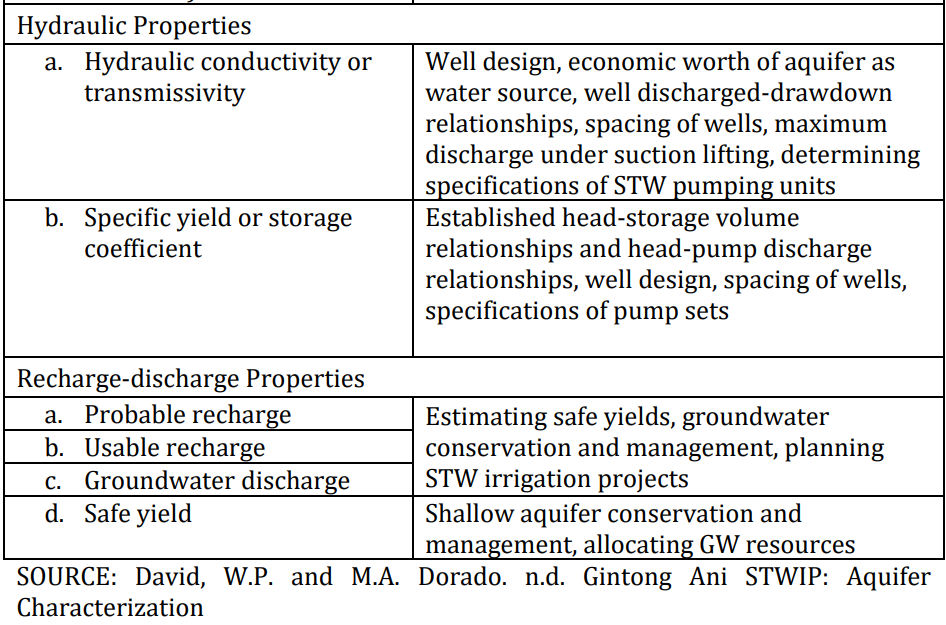 Hydraulic Properties
a. Hydraulic conductivity or
transmissivity
Well design, economic worth of aquifer as
water source, well discharged-drawdown
relationships, spacing of wells, maximum
discharge under suction lifting, determining
specifications of STW pumping units
b. Specific yield or storage
coefficient
Established head-storage volume
relationships and head-pump discharge
relationships, well design, spacing of wells,
specifications of pump sets
Recharge-discharge Properties
a. Probable recharge
b. Usable recharge
c. Groundwater discharge
Estimating safe yields, groundwater
conservation and management, planning
STW irrigation projects
d. Safe yield
Shallow aquifer conservation and
management, allocating GW resources
SOURCE: David, W.P. and M.A. Dorado. n.d. Gintong Ani STWIP: Aquifer
Characterization